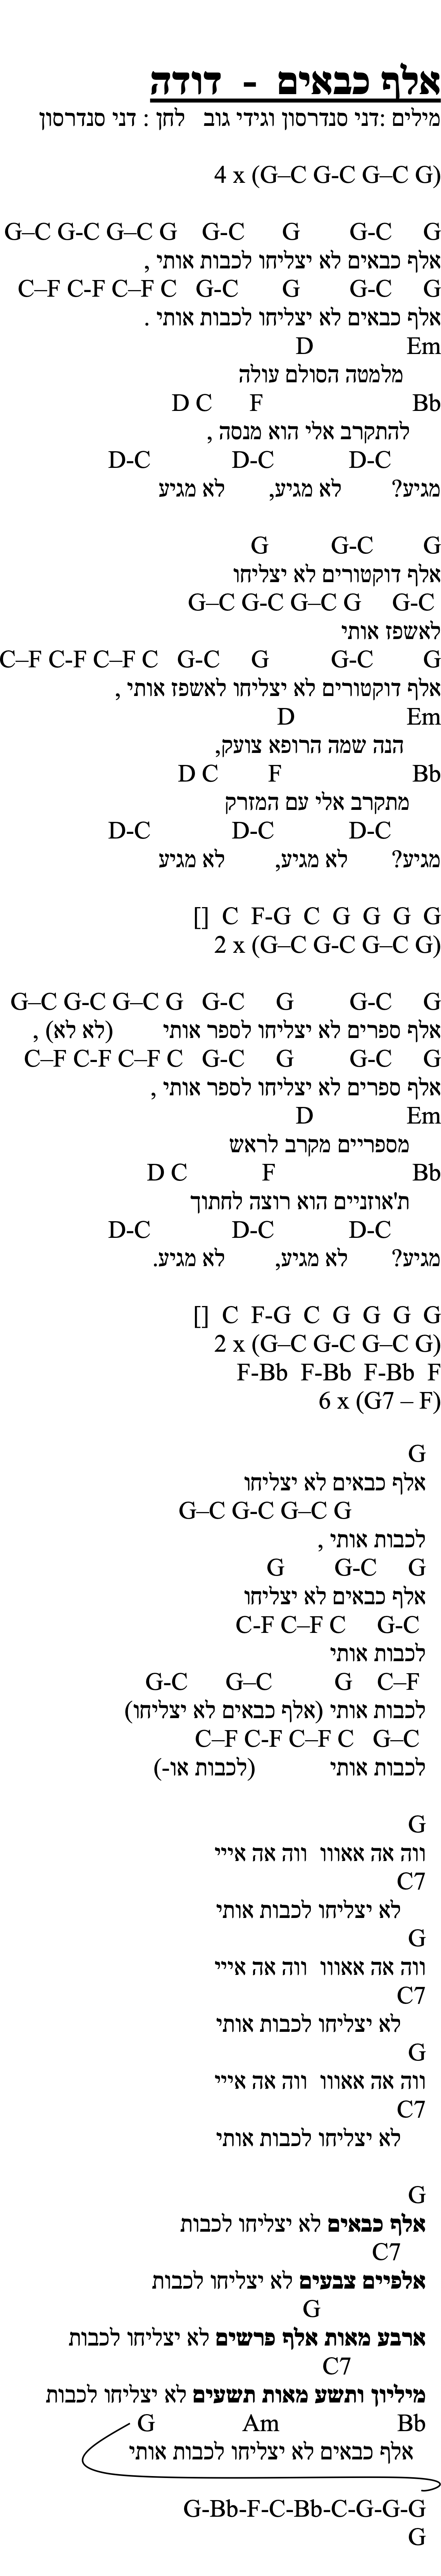 אלף כבאים - דודה
מילים :דני סנדרסון וגידי גוב לחן : דני סנדרסון
4 x (G–C G-C G–C G)
G–C G-C G–C G G-C G G-C G
אלף כבאים לא יצליחו לכבות אותי ,
C–F C-F C–F C G-C G G-C G
אלף כבאים לא יצליחו לכבות אותי .
D Em
מלמטה הסולם עולה
D C F Bb
להתקרב אלי הוא מנסה ,
D-C D-C D-C
מגיע? לא מגיע, לא מגיע
G G-C G
אלף דוקטורים לא יצליחו
G–C G-C G–C G G-C
לאשפז אותי
C–F C-F C–F C G-C G G-C G
אלף דוקטורים לא יצליחו לאשפז אותי ,
D Em
הנה שמה הרופא צועק,
D C F Bb
מתקרב אלי עם המזרק
D-C D-C D-C
מגיע? לא מגיע, לא מגיע
[] C F-G C G G G G
2 x (G–C G-C G–C G)
G–C G-C G–C G G-C G G-C G
אלף ספרים לא יצליחו לספר אותי (לא לא) ,
C–F C-F C–F C G-C G G-C G
אלף ספרים לא יצליחו לספר אותי ,
D Em
מספריים מקרב לראש
D C F Bb
ת'אוזניים הוא רוצה לחתוך
D-C D-C D-C
מגיע? לא מגיע, לא מגיע.
[] C F-G C G G G G
2 x (G–C G-C G–C G)
F-Bb F-Bb F-Bb F
6 x (G7 – F)
G
אלף כבאים לא יצליחו
G–C G-C G–C G
לכבות אותי ,
G G-C G
אלף כבאים לא יצליחו
C-F C–F C G-C
לכבות אותי
G-C G–C G C–F
לכבות אותי (אלף כבאים לא יצליחו)
C–F C-F C–F C G–C
לכבות אותי (לכבות או-)
G
ווה אה אאווו ווה אה אייי
C7
לא יצליחו לכבות אותי
G
ווה אה אאווו ווה אה אייי
C7
לא יצליחו לכבות אותי
G
ווה אה אאווו ווה אה אייי
C7
לא יצליחו לכבות אותי
G
אלף כבאים לא יצליחו לכבות
C7
אלפיים צבעים לא יצליחו לכבות
G
ארבע מאות אלף פרשים לא יצליחו לכבות
C7
מיליון ותשע מאות תשעים לא יצליחו לכבות
G Am Bb
אלף כבאים לא יצליחו לכבות אותי
G-Bb-F-C-Bb-C-G-G-G
G